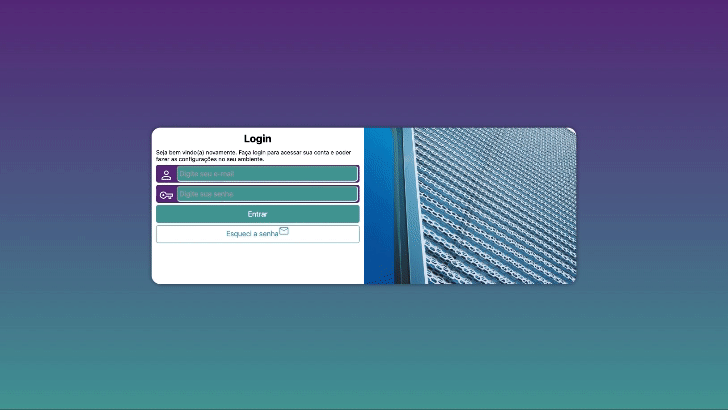 Login
Seja bem vindo(a) novamente. Faça login para acessar sua conta e poder
fazer as configurações no seu ambiente.
Digite seu e-mail
Digite sua senha
Entrar
Esqueci a senha